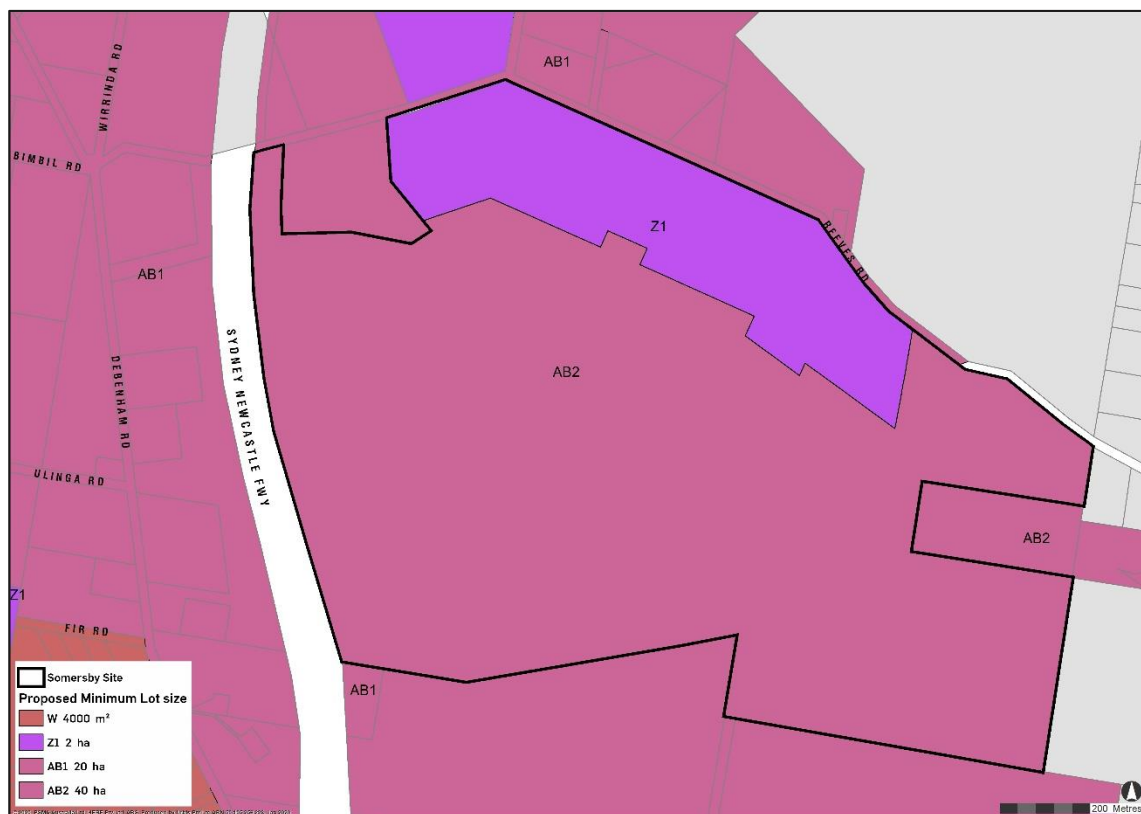 WIRRINDA RD
AB1
BIMBIL RD
Z1
REEVES RD
AB1
SYDNEY NEWCASTLE FWY
DEBENHAM RD
AB2
ULINGA RD
AB2
Z1
FIR RD
AB1
Somersby Site
Proposed Minimum Lot size
W 4000 m²
Z1 2 ha
AB1 20 ha
AB2 40 ha
200 Metres